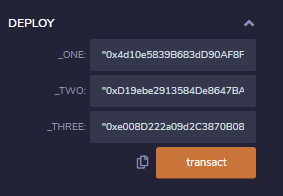 DEPLOY
_ONE: "0x4d10e5839B683dD90AF8F
_TWO: "0xD19ebe2913584De8647BA
_THREE: "0xe008D222a09d2C3870B08
transact